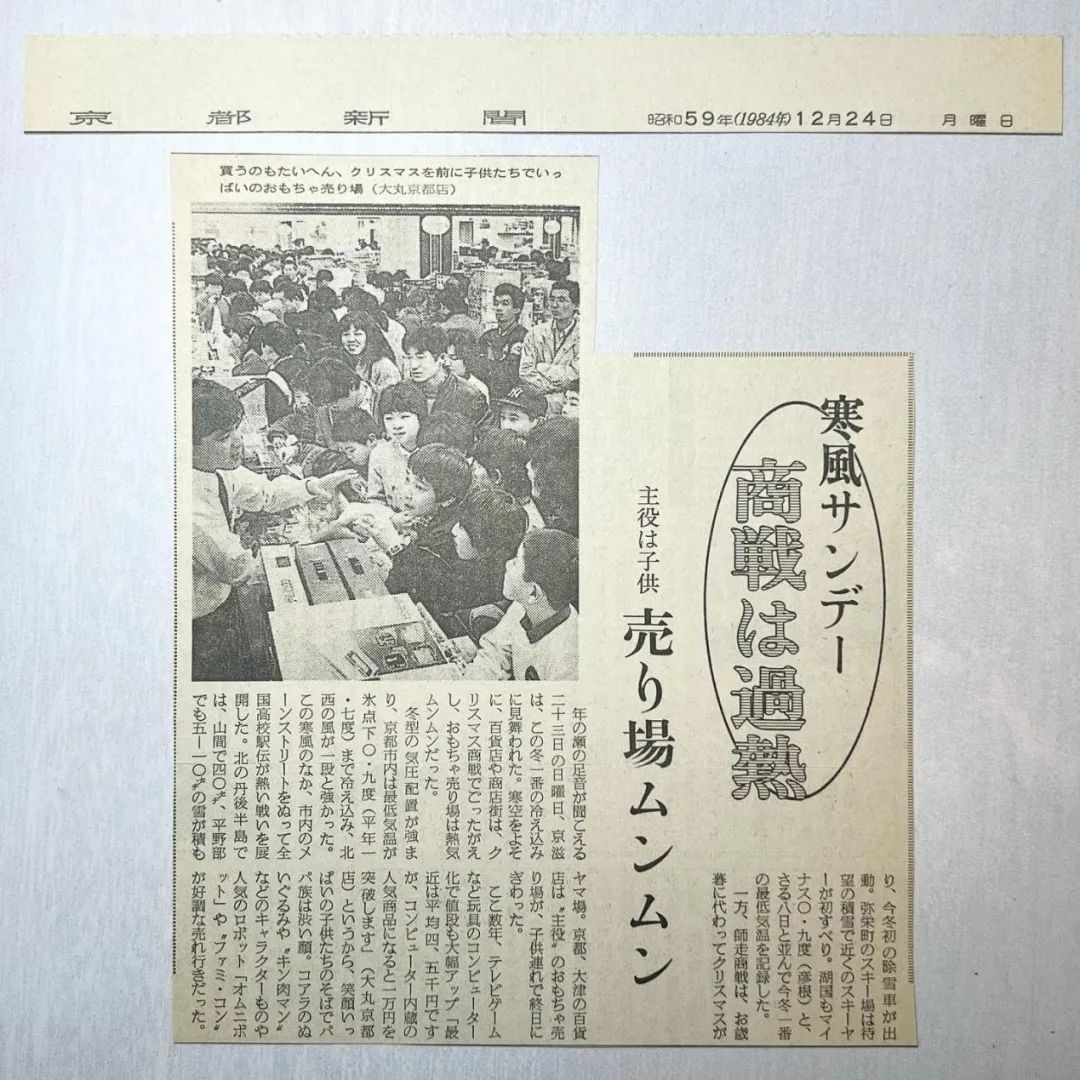 京都新聞 昭和59年(1984年)12月24日 月曜日
買うのもたいへん、クリスマスを前に子供たちでいっ
ぱいのおもちゃ売り場(大丸京都店)
寒風サンデー
商戦は過熱
主役は子供
売り場ムンムン
年の瀬の足音が聞こえる
二十三日の日曜日、京滋
は、この冬一番の冷え込み
に見舞われた。寒空をよそ
に、百貨店や商店街は、ク
リスマス商戦でごったがえ
し、おもちゃ売り場は熱気
ムンムンだった。
冬型の気圧配置が強ま
り、京都市内は最低気温が
氷点下〇・九度(平年一
・七度)まで冷え込み、北
西の風が一段と強かった。
この寒風のなか、市内のメ
ーンストリートをぬって全
国高校駅伝が熱い戦いを展
開した。北の丹後半島で
は、山間で四〇㌢、平野部
でも五―一〇㌢の雪が積も
り、今冬初の除雪車が出
動。弥栄町のスキー場は待
望の積雪で近くのスキーヤ
ーが初すべり。湖国もマイ
ナス〇・九度(彦根)と、
さる八日と並んで今冬一番
の最低気温を記録した。
一方、師走商戦は、お歳
暮に代わってクリスマスが
ヤマ場。京都、大津の百貨
店は〝主役〟のおもちゃ売
り場が、子供連れで終日に
ぎわった。
ここ数年、テレビゲーム
など玩具のコンピューター
化で値段も大幅アップ「最
近は平均四、五千円です
が、コンピューター内蔵の
人気商品になると一万円を
突破します」(大丸京都
店)というから、笑顔いっ
ぱいの子供たちのそばでパ
パ族は渋い顔。コアラのぬ
いぐるみや〝キン肉マン〟
などのキャラクターものや
人気のロボット「オムニボ
ット」や〝ファミ・コン〟
が好調な売れ行きだった。